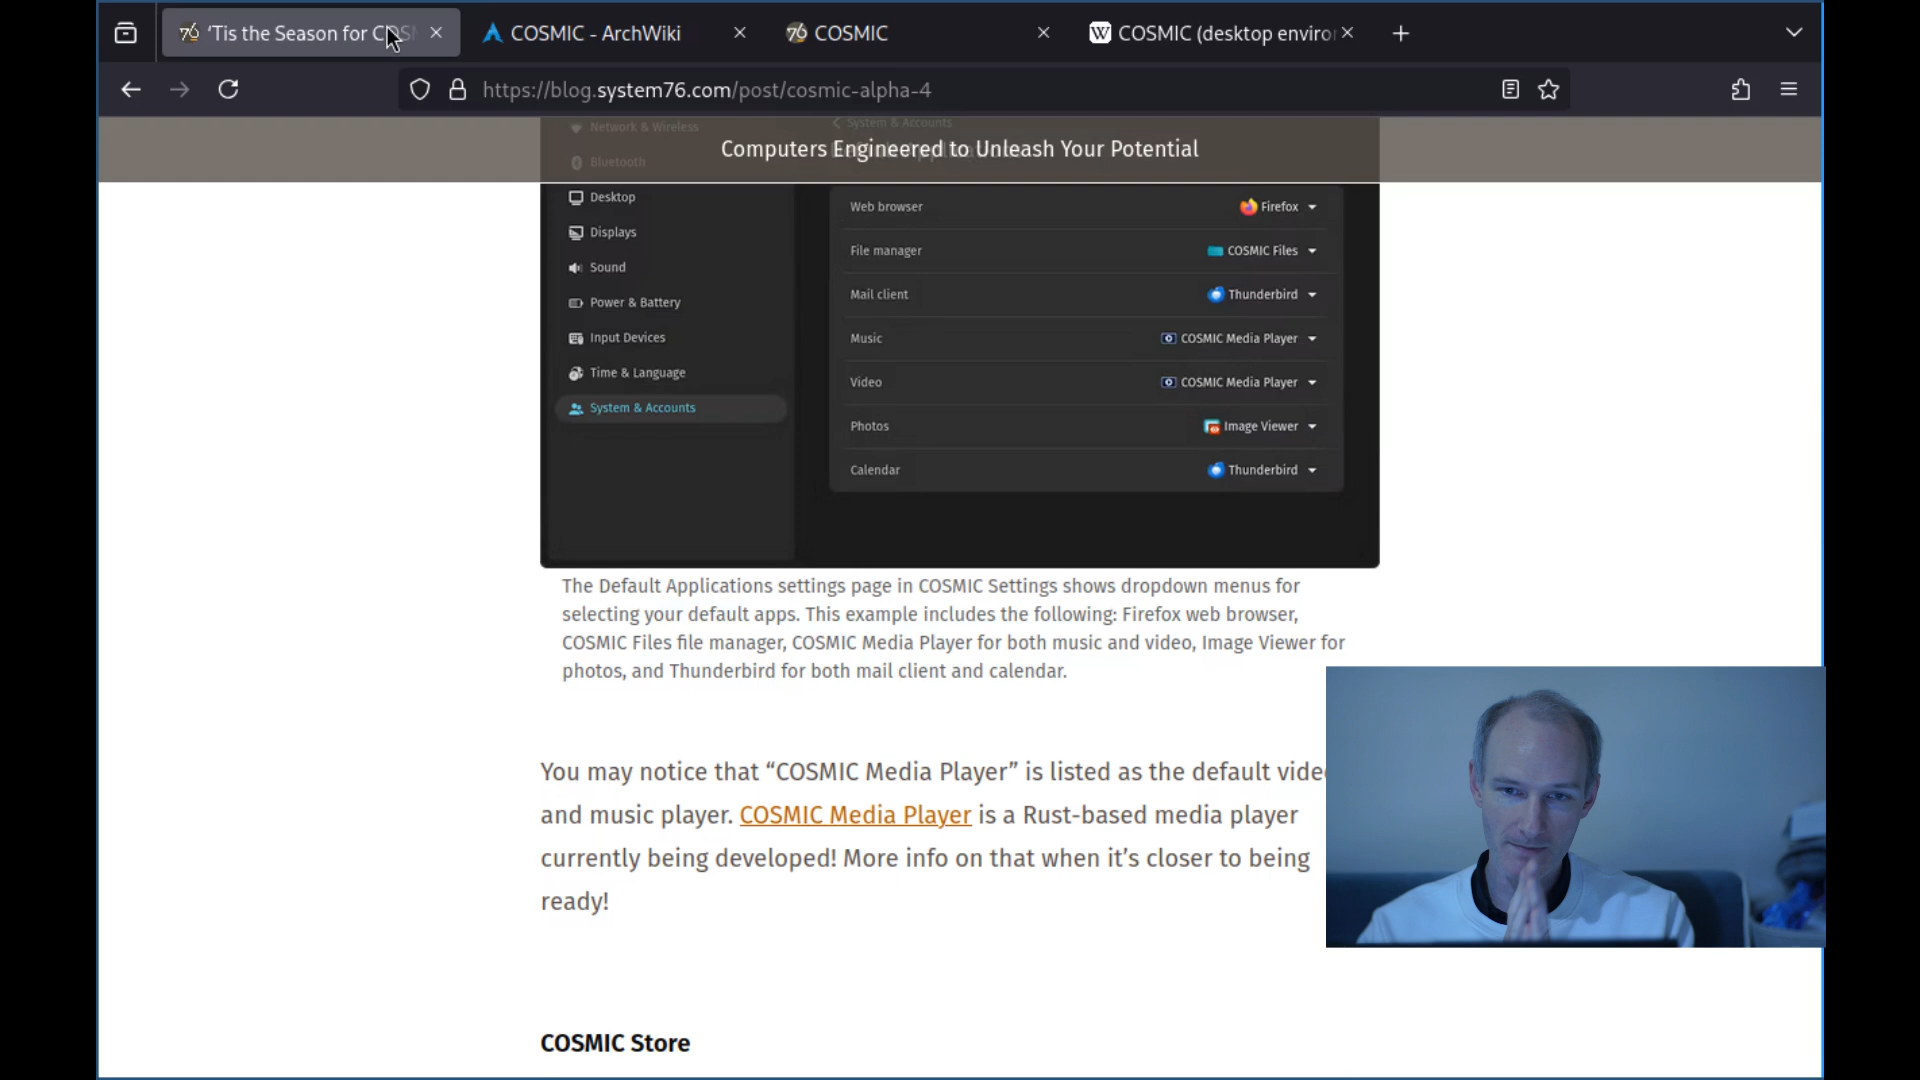 'Tis the Season for COSM
COSMIC - ArchWiki
COSMIC
COSMIC (desktop enviro
https://blog.system76.com/post/cosmic-alpha-4
Network & Wireless
System & Accounts
Computers Engineered to Unleash Your Potential
Bluetooth
Desktop
Displays
Sound
Power & Battery
Input Devices
Time & Language
System & Accounts
Web browser
Firefox
File manager
COSMIC Files
Mail client
Thunderbird
Music
COSMIC Media Player
Video
COSMIC Media Player
Photos
Image Viewer
Calendar
Thunderbird
The Default Applications settings page in COSMIC Settings shows dropdown menus for
selecting your default apps. This example includes the following: Firefox web browser,
COSMIC Files file manager, COSMIC Media Player for both music and video, Image Viewer for
photos, and Thunderbird for both mail client and calendar.
You may notice that “COSMIC Media Player” is listed as the default vide
and music player. COSMIC Media Player is a Rust-based media player
currently being developed! More info on that when it’s closer to being
ready!
COSMIC Store